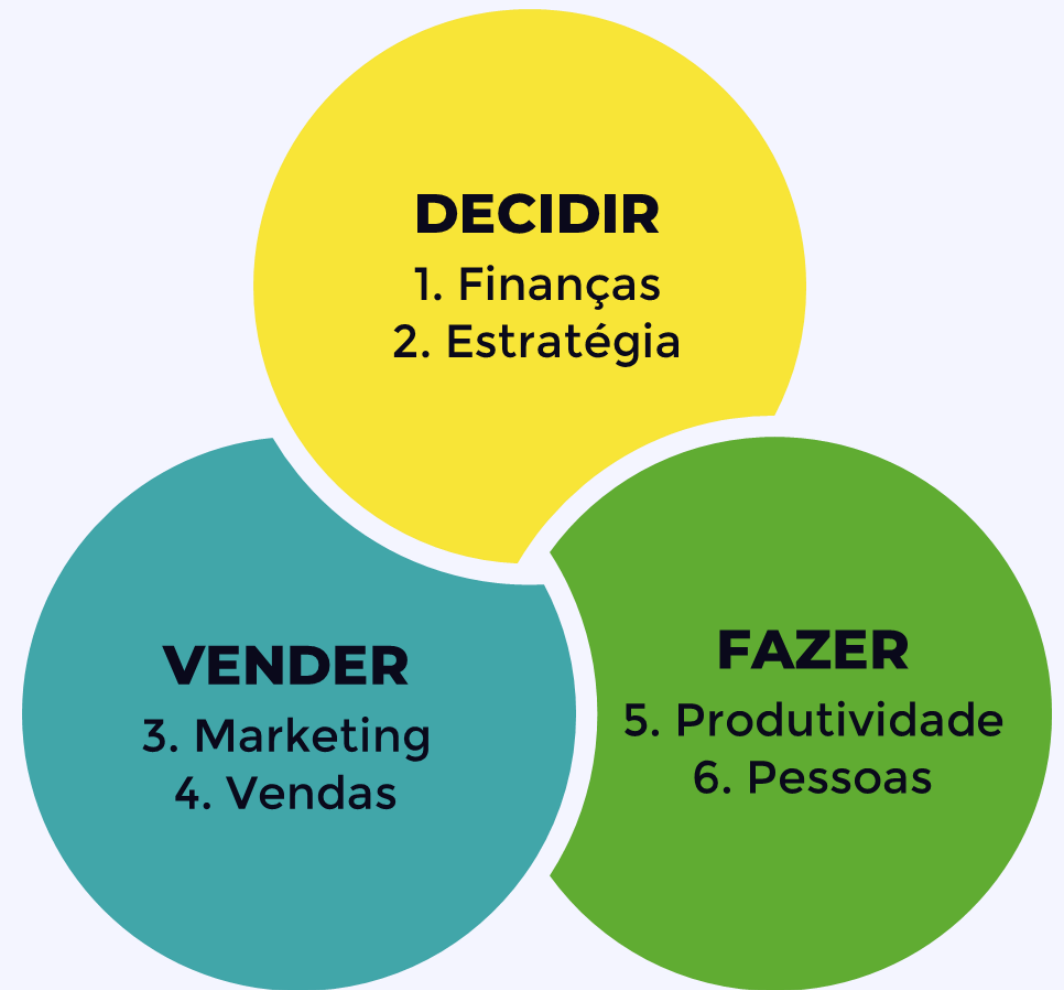 DECIDIR
1. Finanças
2. Estratégia
VENDER
3. Marketing
4. Vendas
FAZER
5. Produtividade
6. Pessoas